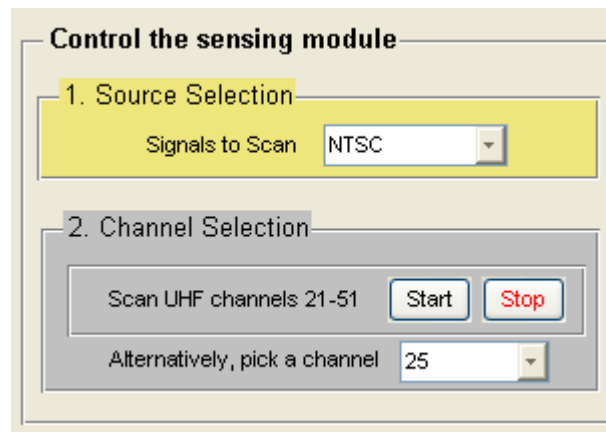 Control the sensing module
1. Source Selection
Signals to Scan NTSC
2. Channel Selection
Scan UHF channels 21-51 Start Stop
Alternatively, pick a channel 25